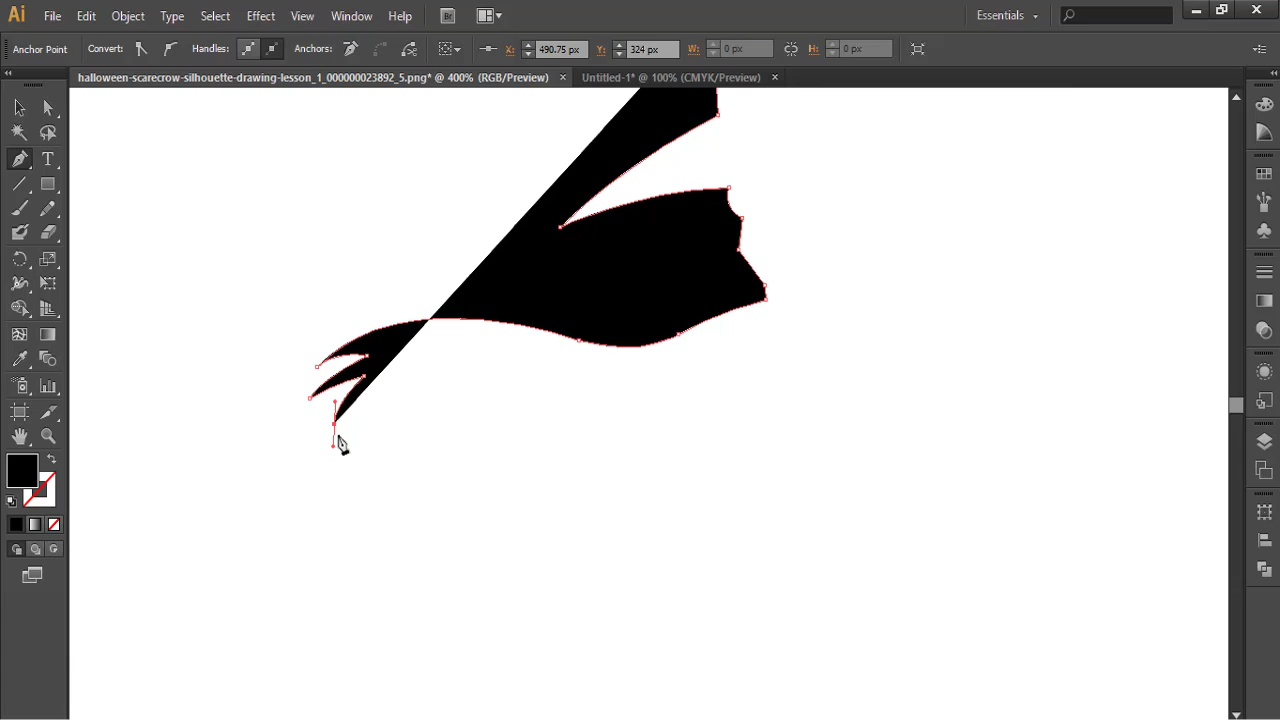 Ai File Edit Object Type Select Effect View Window Help Br Essentials
Anchor Point Convert: Handles: Anchors: X: 490.75 px Y: 324 px W: 0 px H: 0 px
halloween-scarecrow-silhouette-drawing-lesson_1_000000023892_5.png* @ 400% (RGB/Preview) Untitled-1* @ 100% (CMYK/Preview)
T